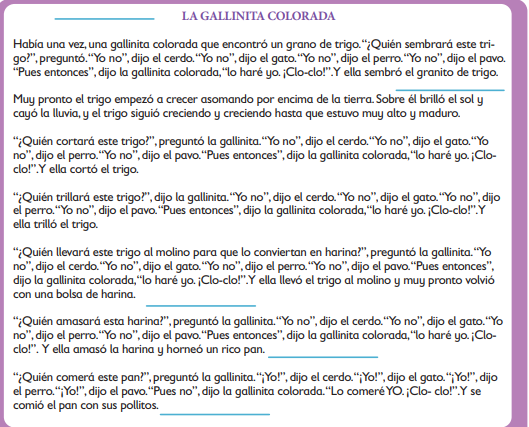 LA GALLINITA COLORADA
Había una vez, una gallinita colorada que encontró un grano de trigo. “¿Quién sembrará este tri-
go?”, preguntó. “Yo no”, dijo el cerdo. “Yo no”, dijo el gato. “Yo no”, dijo el perro. “Yo no”, dijo el pavo.
“Pues entonces”, dijo la gallinita colorada, “lo haré yo. ¡Clo-clo!”. Y ella sembró el granito de trigo.
Muy pronto el trigo empezó a crecer asomando por encima de la tierra. Sobre él brilló el sol y
cayó la lluvia, y el trigo siguió creciendo y creciendo hasta que estuvo muy alto y maduro.
“¿Quién cortará este trigo?”, preguntó la gallinita. “Yo no”, dijo el cerdo. “Yo no”, dijo el gato. “Yo
no”, dijo el perro. “Yo no”, dijo el pavo. “Pues entonces”, dijo la gallinita colorada, “lo haré yo. ¡Clo-
clo!”. Y ella cortó el trigo.
“¿Quién trillará este trigo?”, dijo la gallinita. “Yo no”, dijo el cerdo. “Yo no”, dijo el gato. “Yo no”, dijo
el perro. “Yo no”, dijo el pavo. “Pues entonces”, dijo la gallinita colorada, “lo haré yo. ¡Clo-clo!”. Y
ella trilló el trigo.
“¿Quién llevará este trigo al molino para que lo conviertan en harina?”, preguntó la gallinita. “Yo
no”, dijo el cerdo. “Yo no”, dijo el gato. “Yo no”, dijo el perro. “Yo no”, dijo el pavo. “Pues entonces”,
dijo la gallinita colorada, “lo haré yo. ¡Clo-clo!”. Y ella llevó el trigo al molino y muy pronto volvió
con una bolsa de harina.
“¿Quién amasará esta harina?”, preguntó la gallinita. “Yo no”, dijo el cerdo. “Yo no”, dijo el gato. “Yo
no”, dijo el perro. “Yo no”, dijo el pavo. “Pues entonces”, dijo la gallinita colorada, “lo haré yo. ¡Clo-
clo!”. Y ella amasó la harina y horneó un rico pan.
“¿Quién comerá este pan?”, preguntó la gallinita. “¡Yo!”, dijo el cerdo. “¡Yo!”, dijo el gato. “¡Yo!”, dijo
el perro. “¡Yo!”, dijo el pavo. “Pues no”, dijo la gallinita colorada. “Lo comeré YO. ¡Clo- clo!”. Y se
comió el pan con sus pollitos.